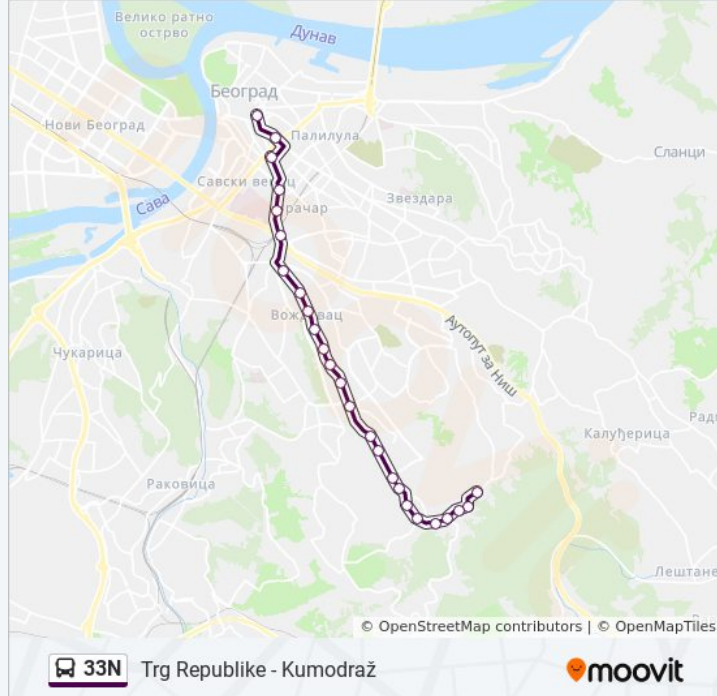 Велико ратно
острво
Дунав
Београд
Нови Београд
Палилула
Сланци
Савски венац
Звездара
Сава
Врачар
Вождовац
Аутопут за Ниш
Чукарица
Калуђерица
Раковица
Лештане
© OpenStreetMap contributors | © OpenMapTiles
33N Trg Republike - Kumodraž
moovit